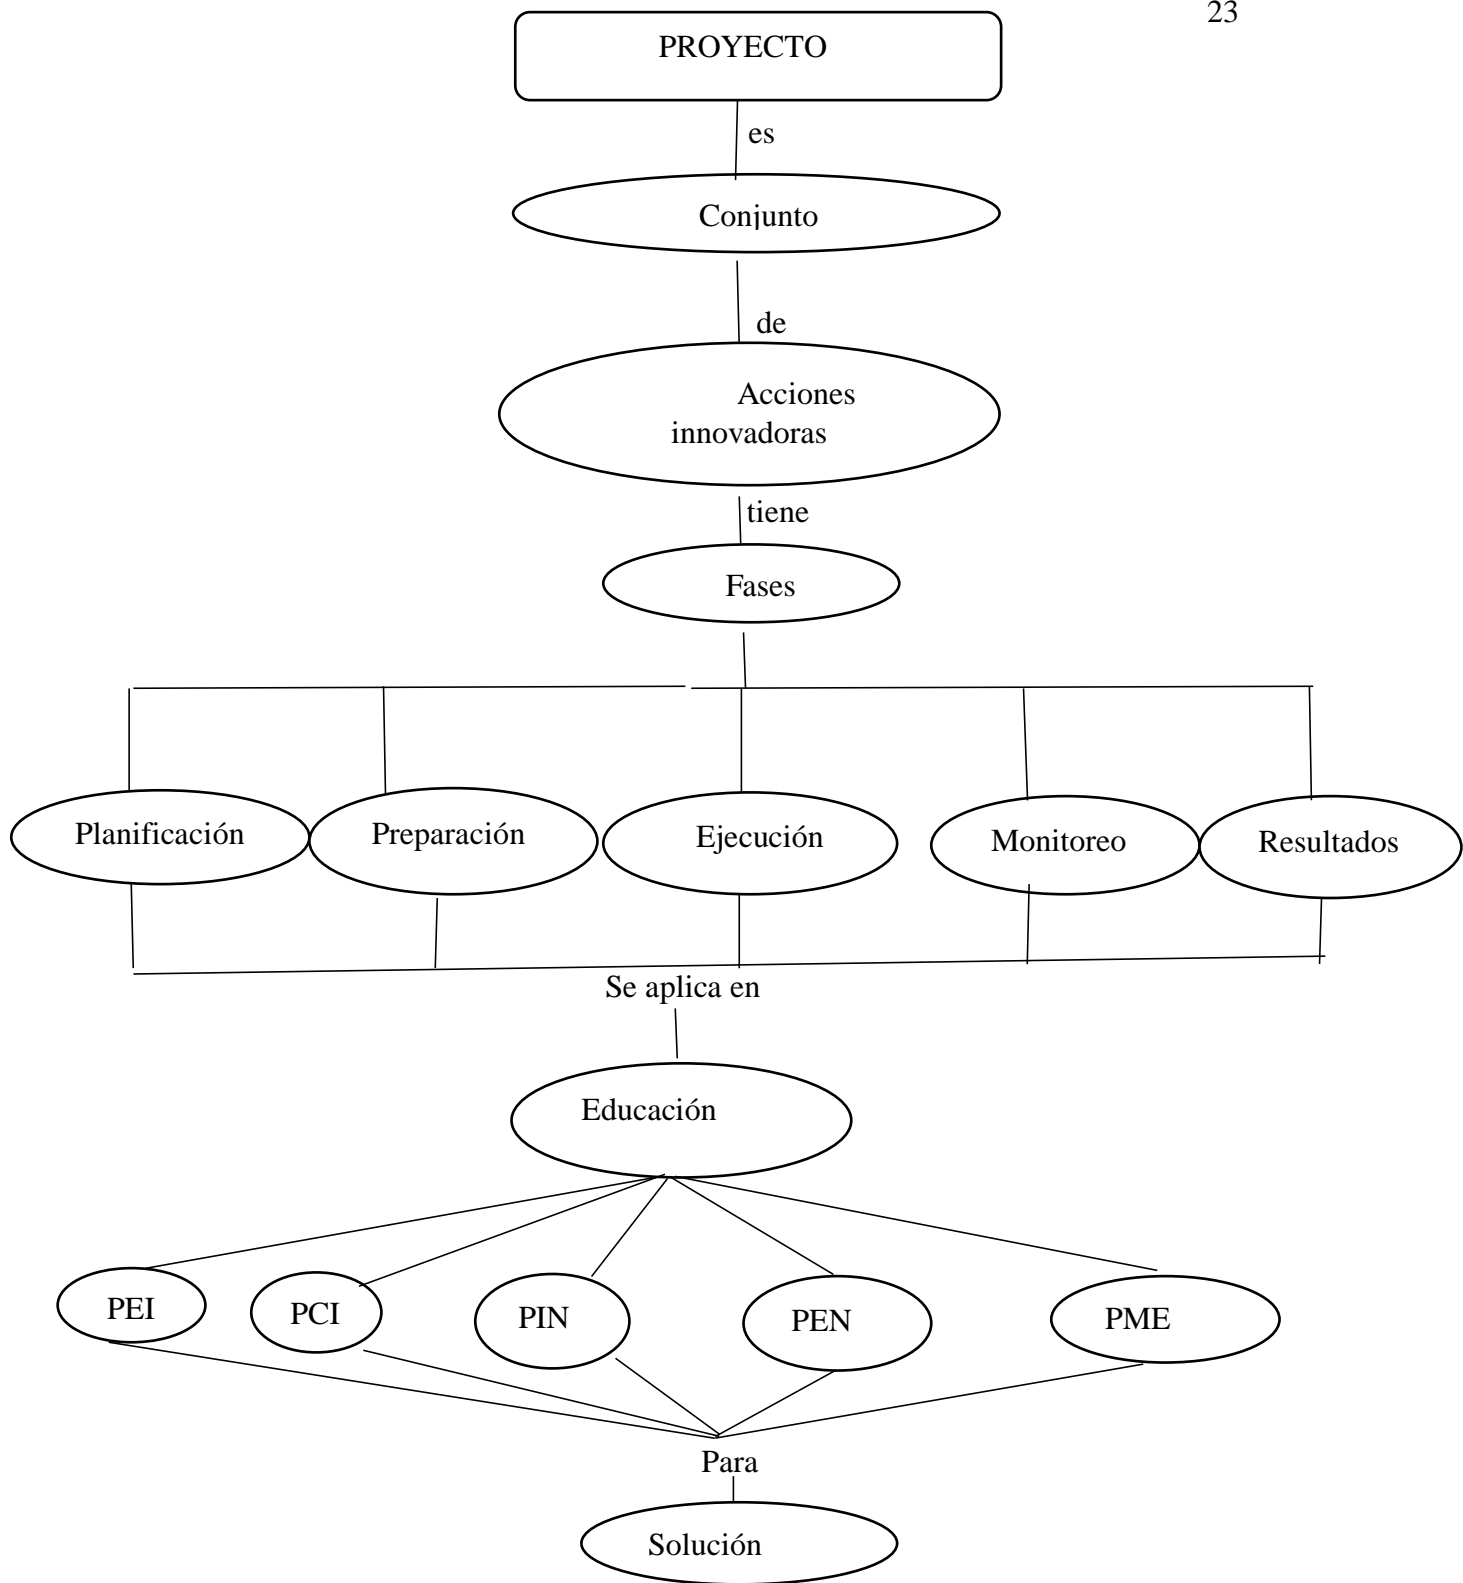 23
PROYECTO
es
Conjunto
de
Acciones
innovadoras
tiene
Fases
Planificación
Preparación
Ejecución
Monitoreo
Resultados
Se aplica en
Educación
PEI
PCI
PIN
PEN
PME
Para
Solución